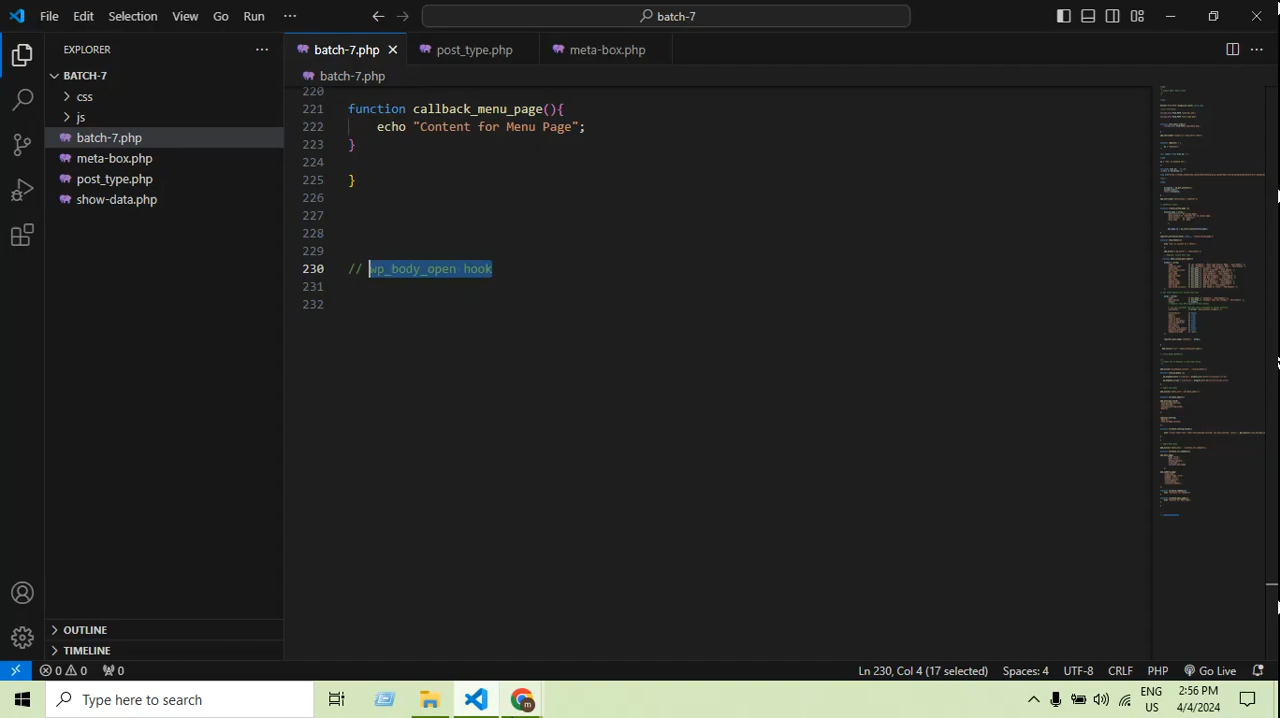 File Edit Selection View Go Run ··· batch-7
EXPLORER ···
BATCH-7
css
js
batch-7.php
meta-box.php
post_type.php
show-data.php
OUTLINE
TIMELINE
batch-7.php post_type.php meta-box.php ···
batch-7.php
220
221 function callback_menu_page(){
222 echo "Content for Menu Page";
223 }
224
225 }
226
227
228
229
230 // wp_body_open hook
231
232
0 0 0 Ln 230, Col 4 (17 selected) Spaces: 4 UTF-8 CRLF PHP Go Live
Type here to search
m
ENG
US
2:56 PM
4/4/2024